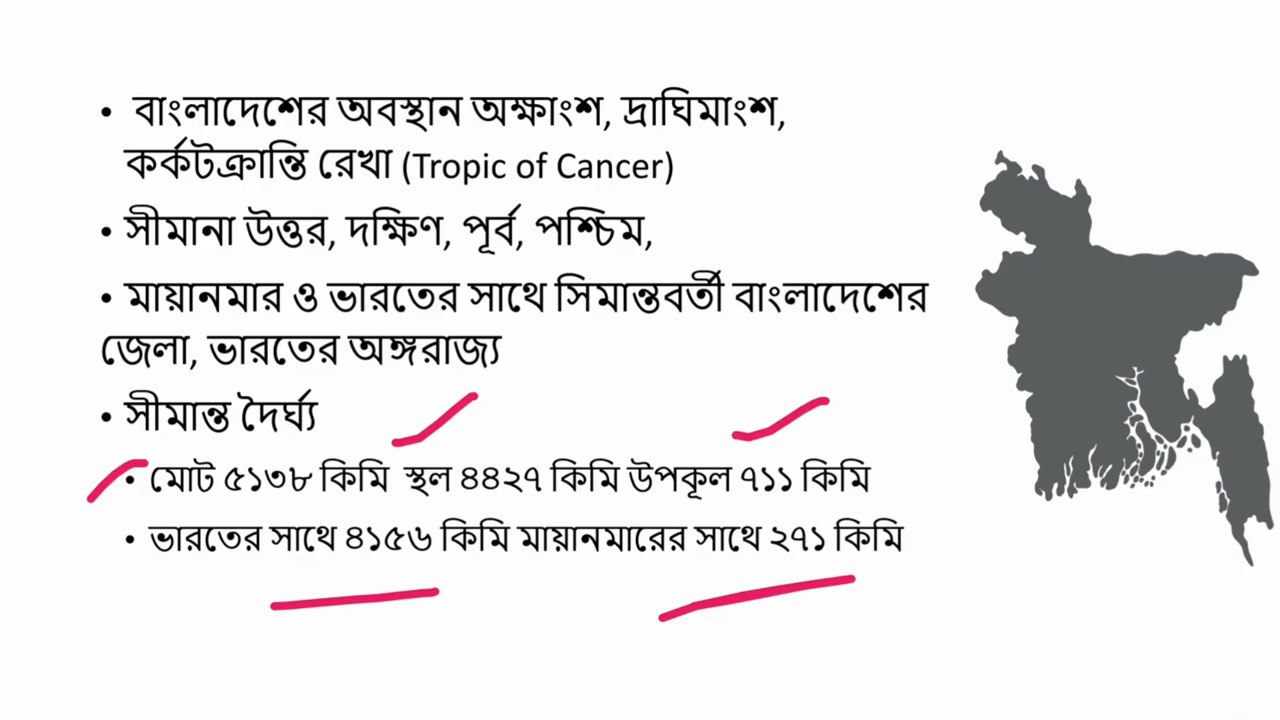 • বাংলাদেশের অবস্থান অক্ষাংশ, দ্রাঘিমাংশ,
কর্কটক্রান্তি রেখা (Tropic of Cancer)
• সীমানা উত্তর, দক্ষিণ, পূর্ব, পশ্চিম,
• মায়ানমার ও ভারতের সাথে সিমান্তবর্তী বাংলাদেশের
জেলা, ভারতের অঙ্গরাজ্য
• সীমান্ত দৈর্ঘ্য
• মোট ৫১৩৮ কিমি স্থল ৪৪২৭ কিমি উপকূল ৭১১ কিমি
• ভারতের সাথে ৪১৫৬ কিমি মায়ানমারের সাথে ২৭১ কিমি